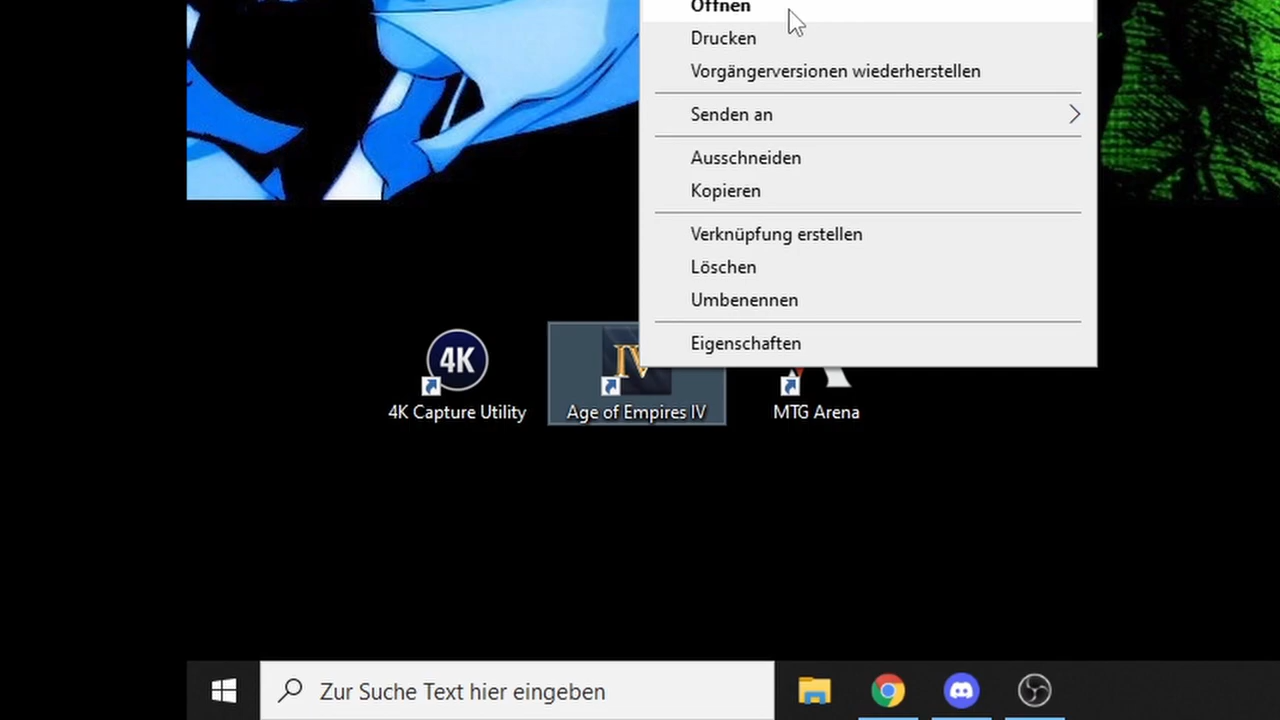 Öffnen
Drucken
Vorgängerversionen wiederherstellen
Senden an
Ausschneiden
Kopieren
Verknüpfung erstellen
Löschen
Umbenennen
Eigenschaften
4K
IV
4K Capture Utility
Age of Empires IV
MTG Arena
Zur Suche Text hier eingeben